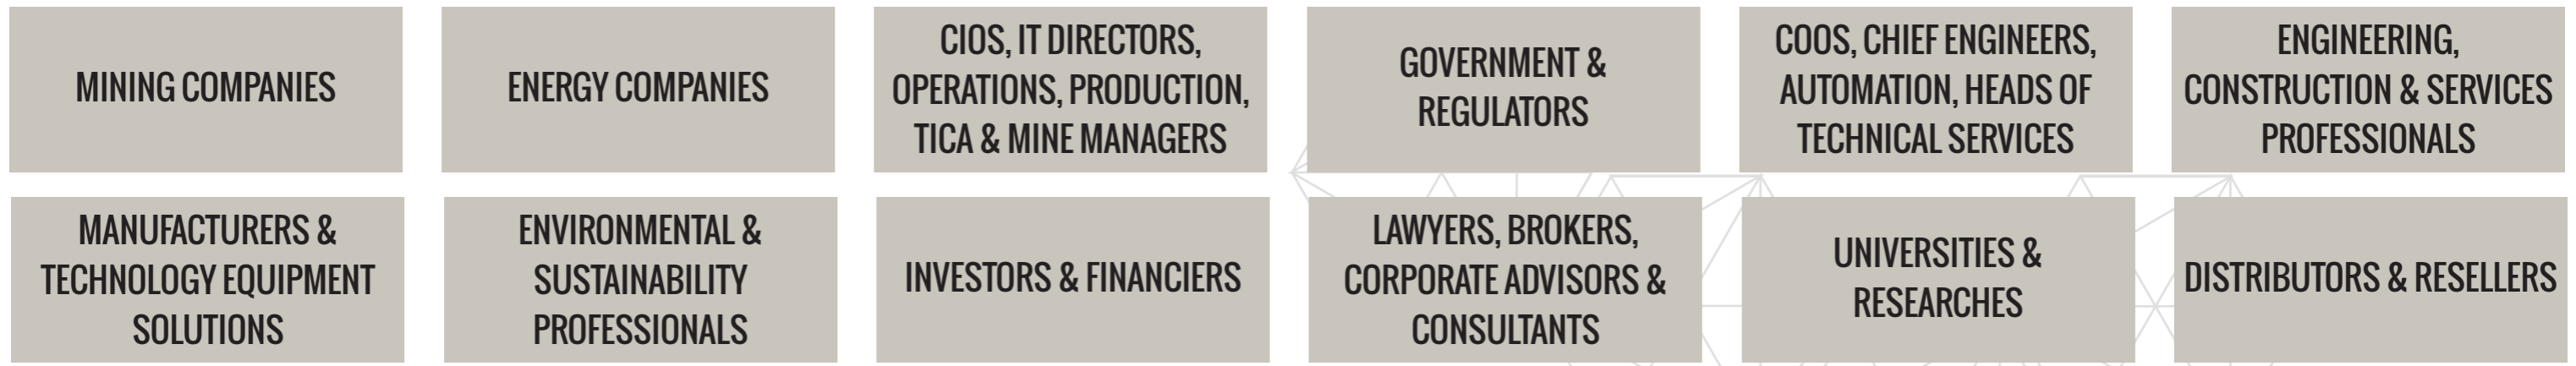 MINING COMPANIES
ENERGY COMPANIES
CIOS, IT DIRECTORS,
OPERATIONS, PRODUCTION,
TICA & MINE MANAGERS
GOVERNMENT &
REGULATORS
COOS, CHIEF ENGINEERS,
AUTOMATION, HEADS OF
TECHNICAL SERVICES
ENGINEERING,
CONSTRUCTION & SERVICES
PROFESSIONALS
MANUFACTURERS &
TECHNOLOGY EQUIPMENT
SOLUTIONS
ENVIRONMENTAL &
SUSTAINABILITY
PROFESSIONALS
INVESTORS & FINANCIERS
LAWYERS, BROKERS,
CORPORATE ADVISORS &
CONSULTANTS
UNIVERSITIES &
RESEARCHES
DISTRIBUTORS & RESELLERS